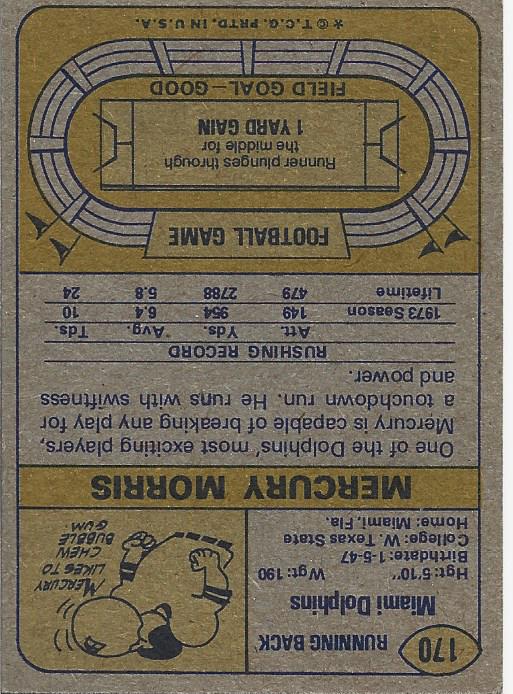 170
RUNNING BACK
Miami Dolphins
Hgt: 5'10" Wgt: 190
Birthdate: 1-5-47
College: W. Texas State
Home: Miami, Fla.
MERCURY
LIKES TO
CHEW
BUBBLE
GUM.
MERCURY MORRIS
One of the Dolphins' most exciting players,
Mercury is capable of breaking any play for
a touchdown run. He runs with swiftness
and power.
RUSHING RECORD
Att. Yds. Avg. Tds.
1973 Season 149 954 6.4 10
Lifetime 479 2788 5.8 24
FOOTBALL GAME
Runner plunges through
the middle for
1 YARD GAIN
FIELD GOAL—GOOD
★ © T.C.G. PRTD. IN U.S.A.